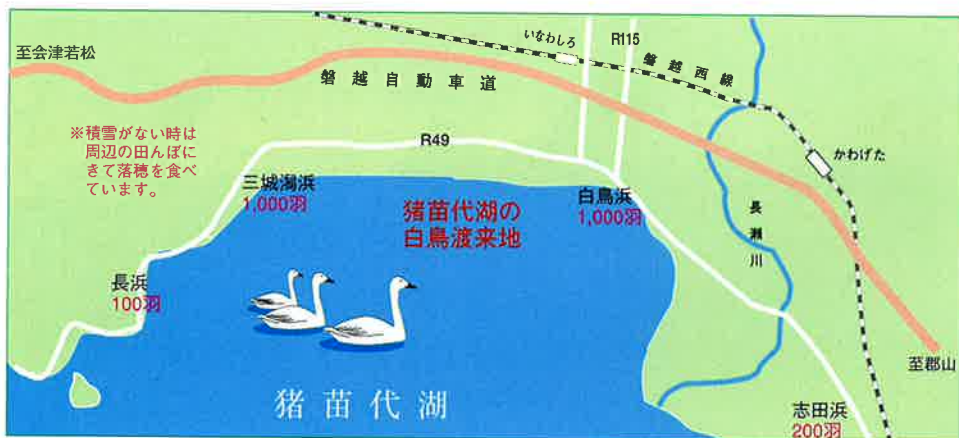 いなわしろ
R115
至会津若松
磐越西線
磐越自動車道
※積雪がない時は
周辺の田んぼに
きて落穂を食べ
ています。
R49
かわげた
三城潟浜
1,000羽
猪苗代湖の
白鳥渡来地
白鳥浜
1,000羽
長瀬川
長浜
100羽
至郡山
猪苗代湖
志田浜
200羽